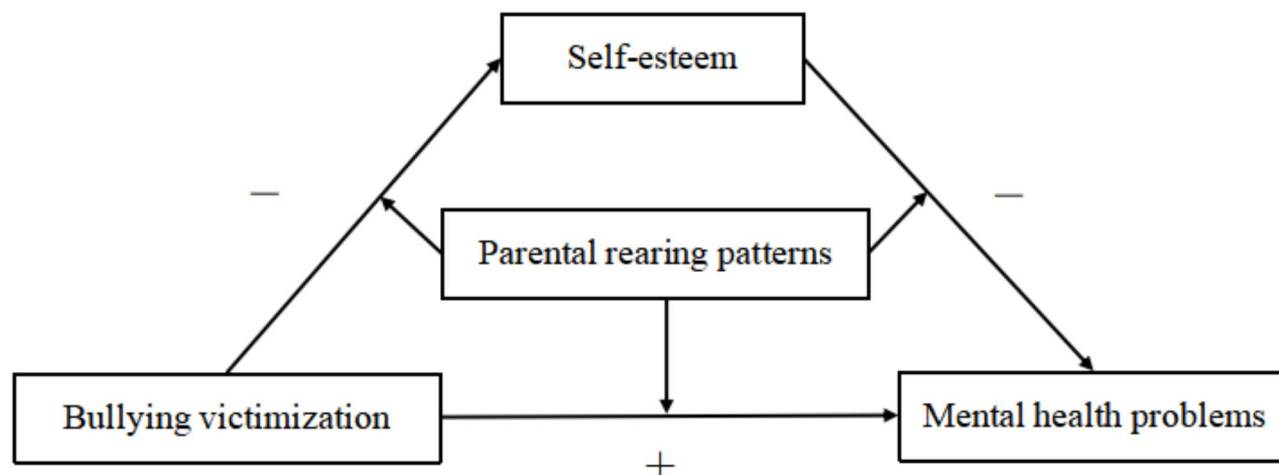 Self-esteem
—
—
Parental rearing patterns
Bullying victimization
Mental health problems
+